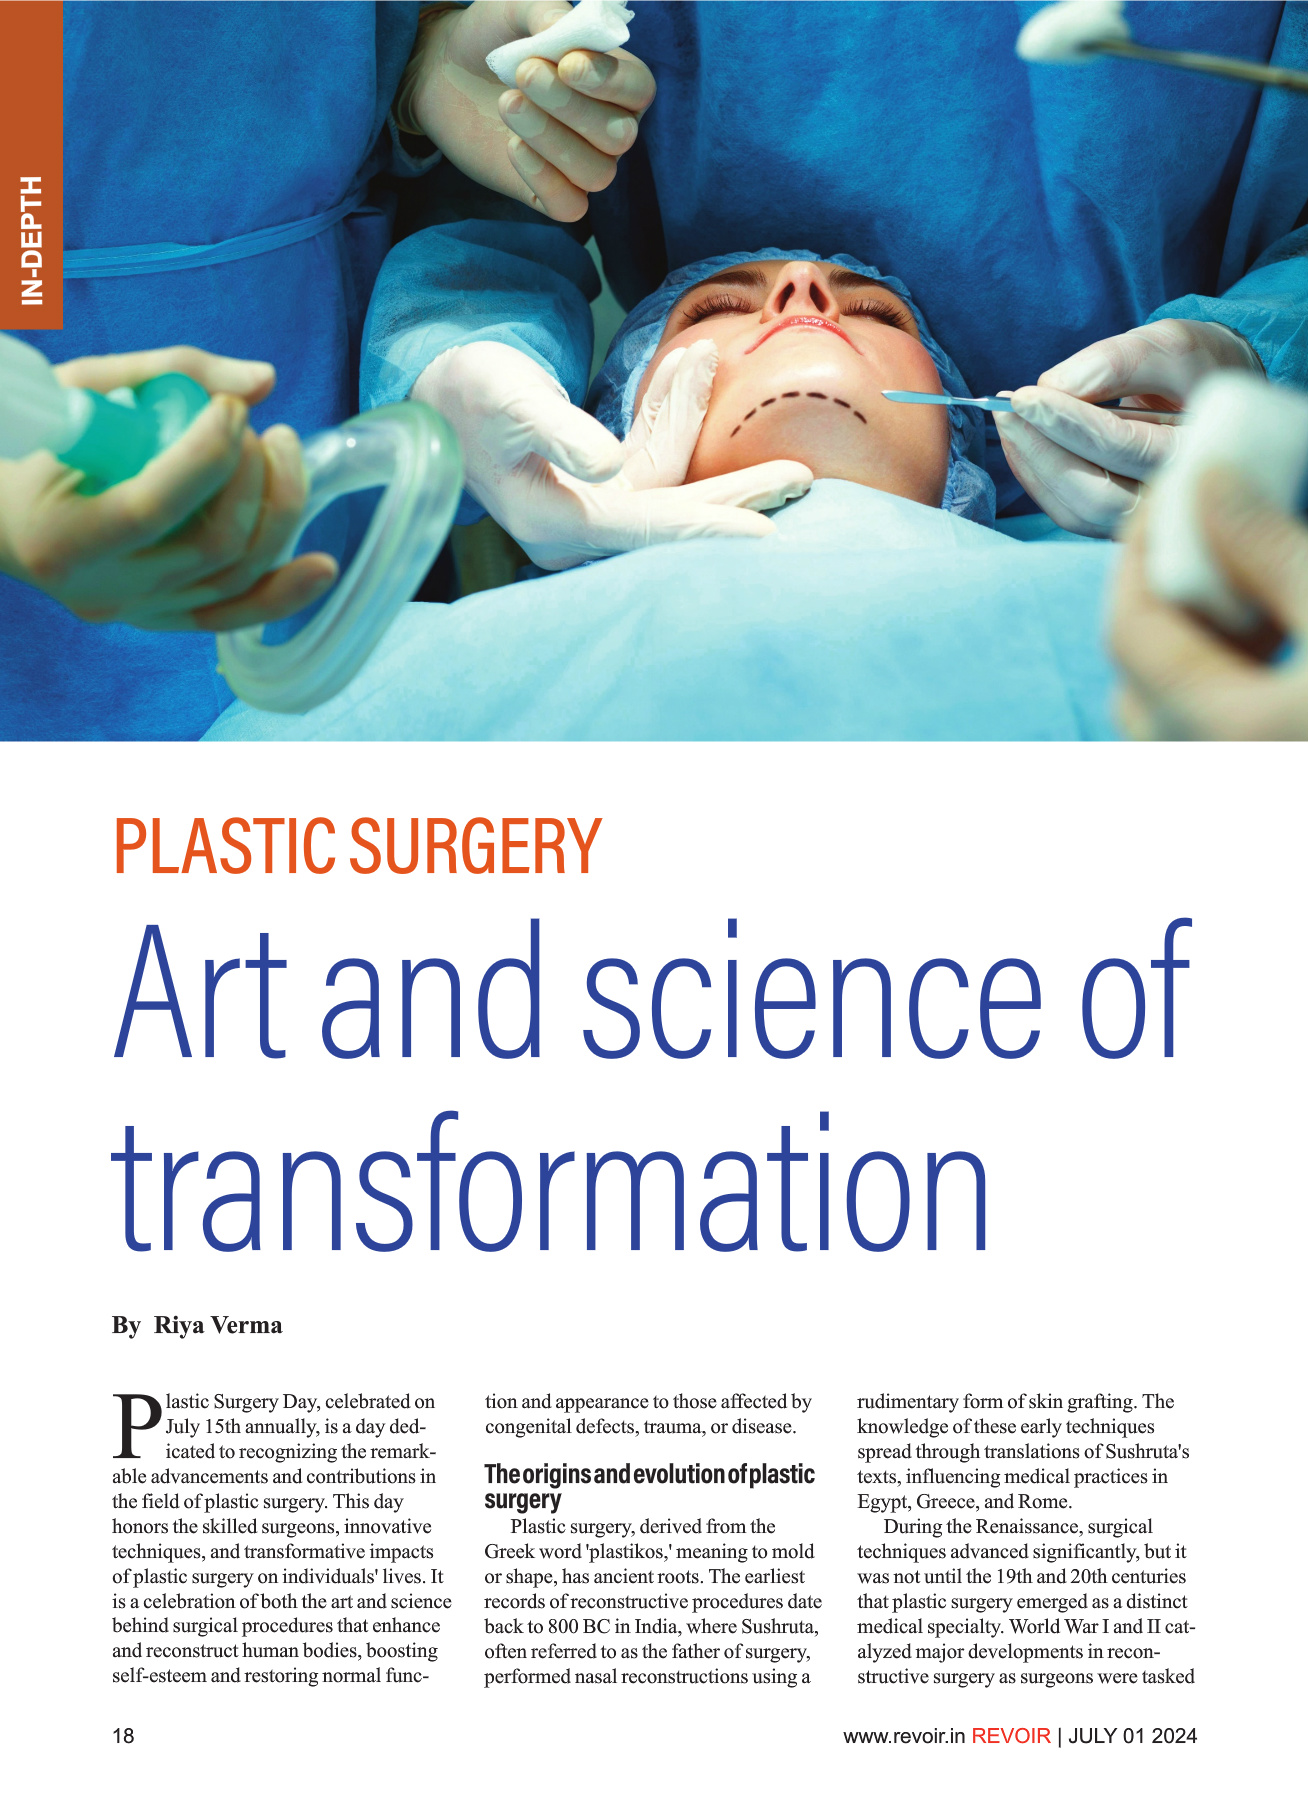 IN-DEPTH
PLASTIC SURGERY
Art and science of
transformation
By Riya Verma
Plastic Surgery Day, celebrated on
July 15th annually, is a day ded-
icated to recognizing the remark-
able advancements and contributions in
the field of plastic surgery. This day
honors the skilled surgeons, innovative
techniques, and transformative impacts
of plastic surgery on individuals' lives. It
is a celebration of both the art and science
behind surgical procedures that enhance
and reconstruct human bodies, boosting
self-esteem and restoring normal func-
tion and appearance to those affected by
congenital defects, trauma, or disease.
The origins and evolution of plastic
surgery
Plastic surgery, derived from the
Greek word 'plastikos,' meaning to mold
or shape, has ancient roots. The earliest
records of reconstructive procedures date
back to 800 BC in India, where Sushruta,
often referred to as the father of surgery,
performed nasal reconstructions using a
rudimentary form of skin grafting. The
knowledge of these early techniques
spread through translations of Sushruta's
texts, influencing medical practices in
Egypt, Greece, and Rome.
During the Renaissance, surgical
techniques advanced significantly, but it
was not until the 19th and 20th centuries
that plastic surgery emerged as a distinct
medical specialty. World War I and II cat-
alyzed major developments in recon-
structive surgery as surgeons were tasked
18
www.revoir.in REVOIR | JULY 01 2024